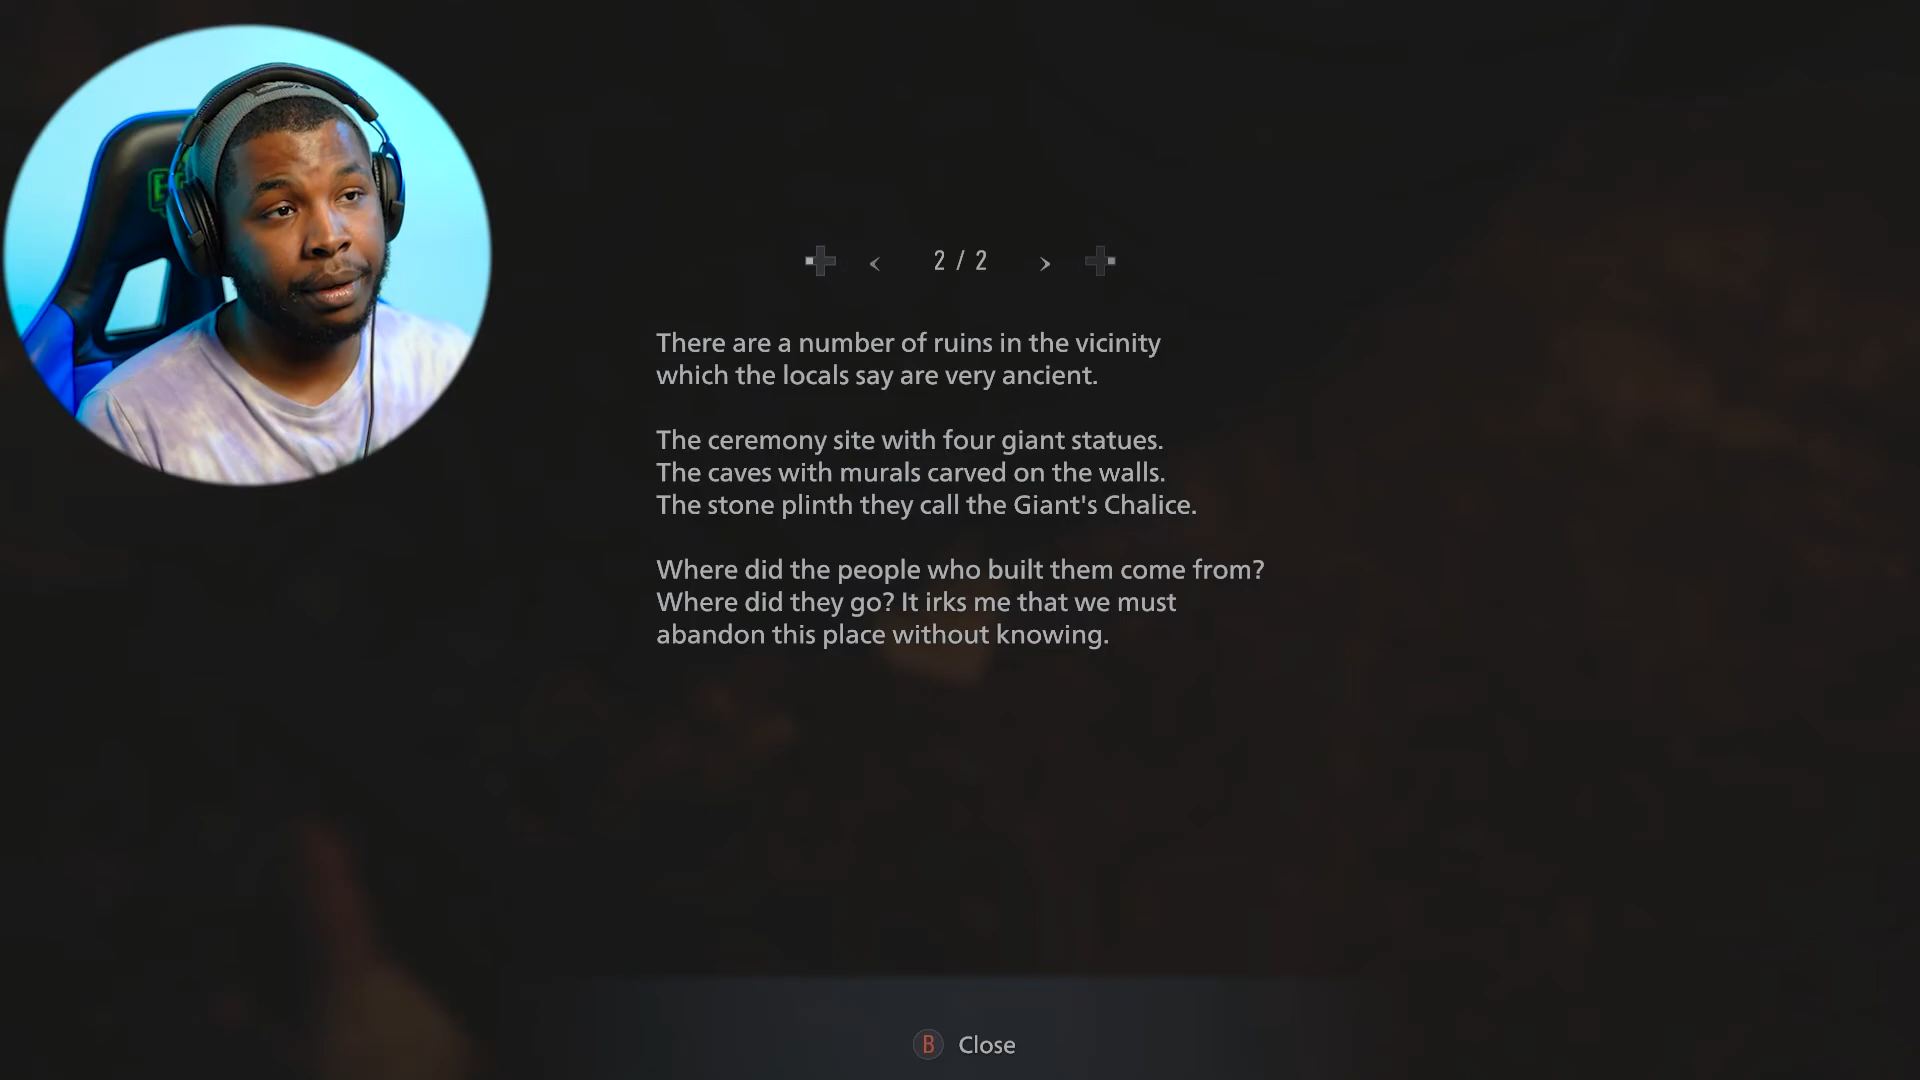 2 / 2
There are a number of ruins in the vicinity
which the locals say are very ancient.
The ceremony site with four giant statues.
The caves with murals carved on the walls.
The stone plinth they call the Giant's Chalice.
Where did the people who built them come from?
Where did they go? It irks me that we must
abandon this place without knowing.
B Close